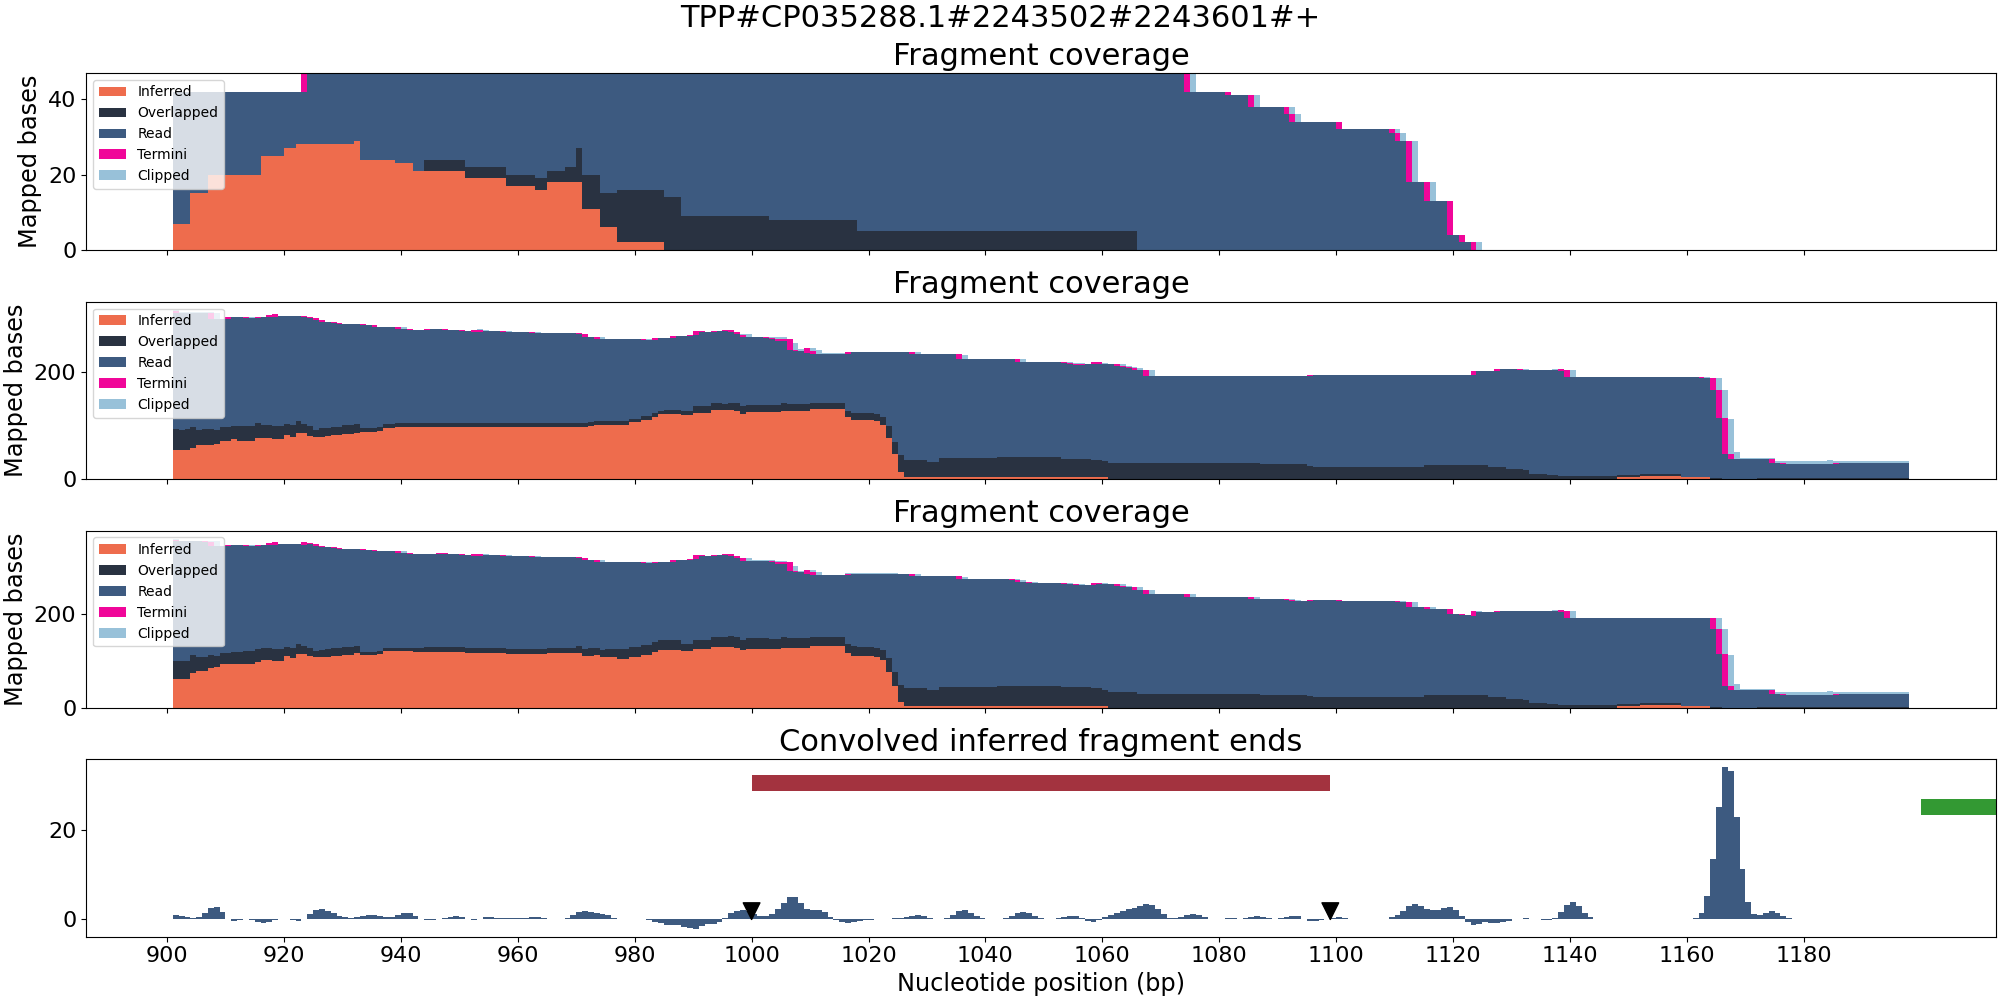 TPP#CP035288.1#2243502#2243601#+
Fragment coverage
Mapped bases
40
20
0
Inferred
Overlapped
Read
Termini
Clipped
Fragment coverage
Mapped bases
200
0
Inferred
Overlapped
Read
Termini
Clipped
Fragment coverage
Mapped bases
200
0
Inferred
Overlapped
Read
Termini
Clipped
Convolved inferred fragment ends
20
0
900 920 940 960 980 1000 1020 1040 1060 1080 1100 1120 1140 1160 1180
Nucleotide position (bp)